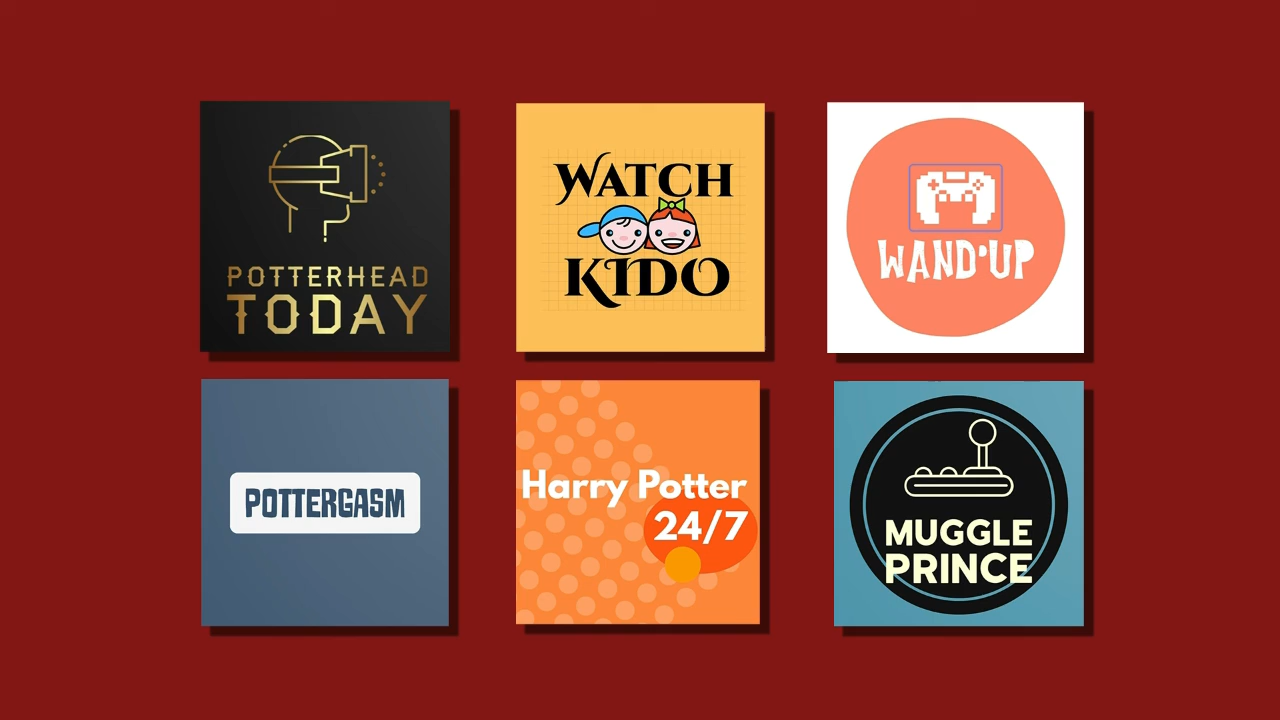 POTTERHEAD
TODAY
WATCH
KIDO
WAND'UP
POTTERGASM
Harry Potter
24/7
MUGGLE
PRINCE